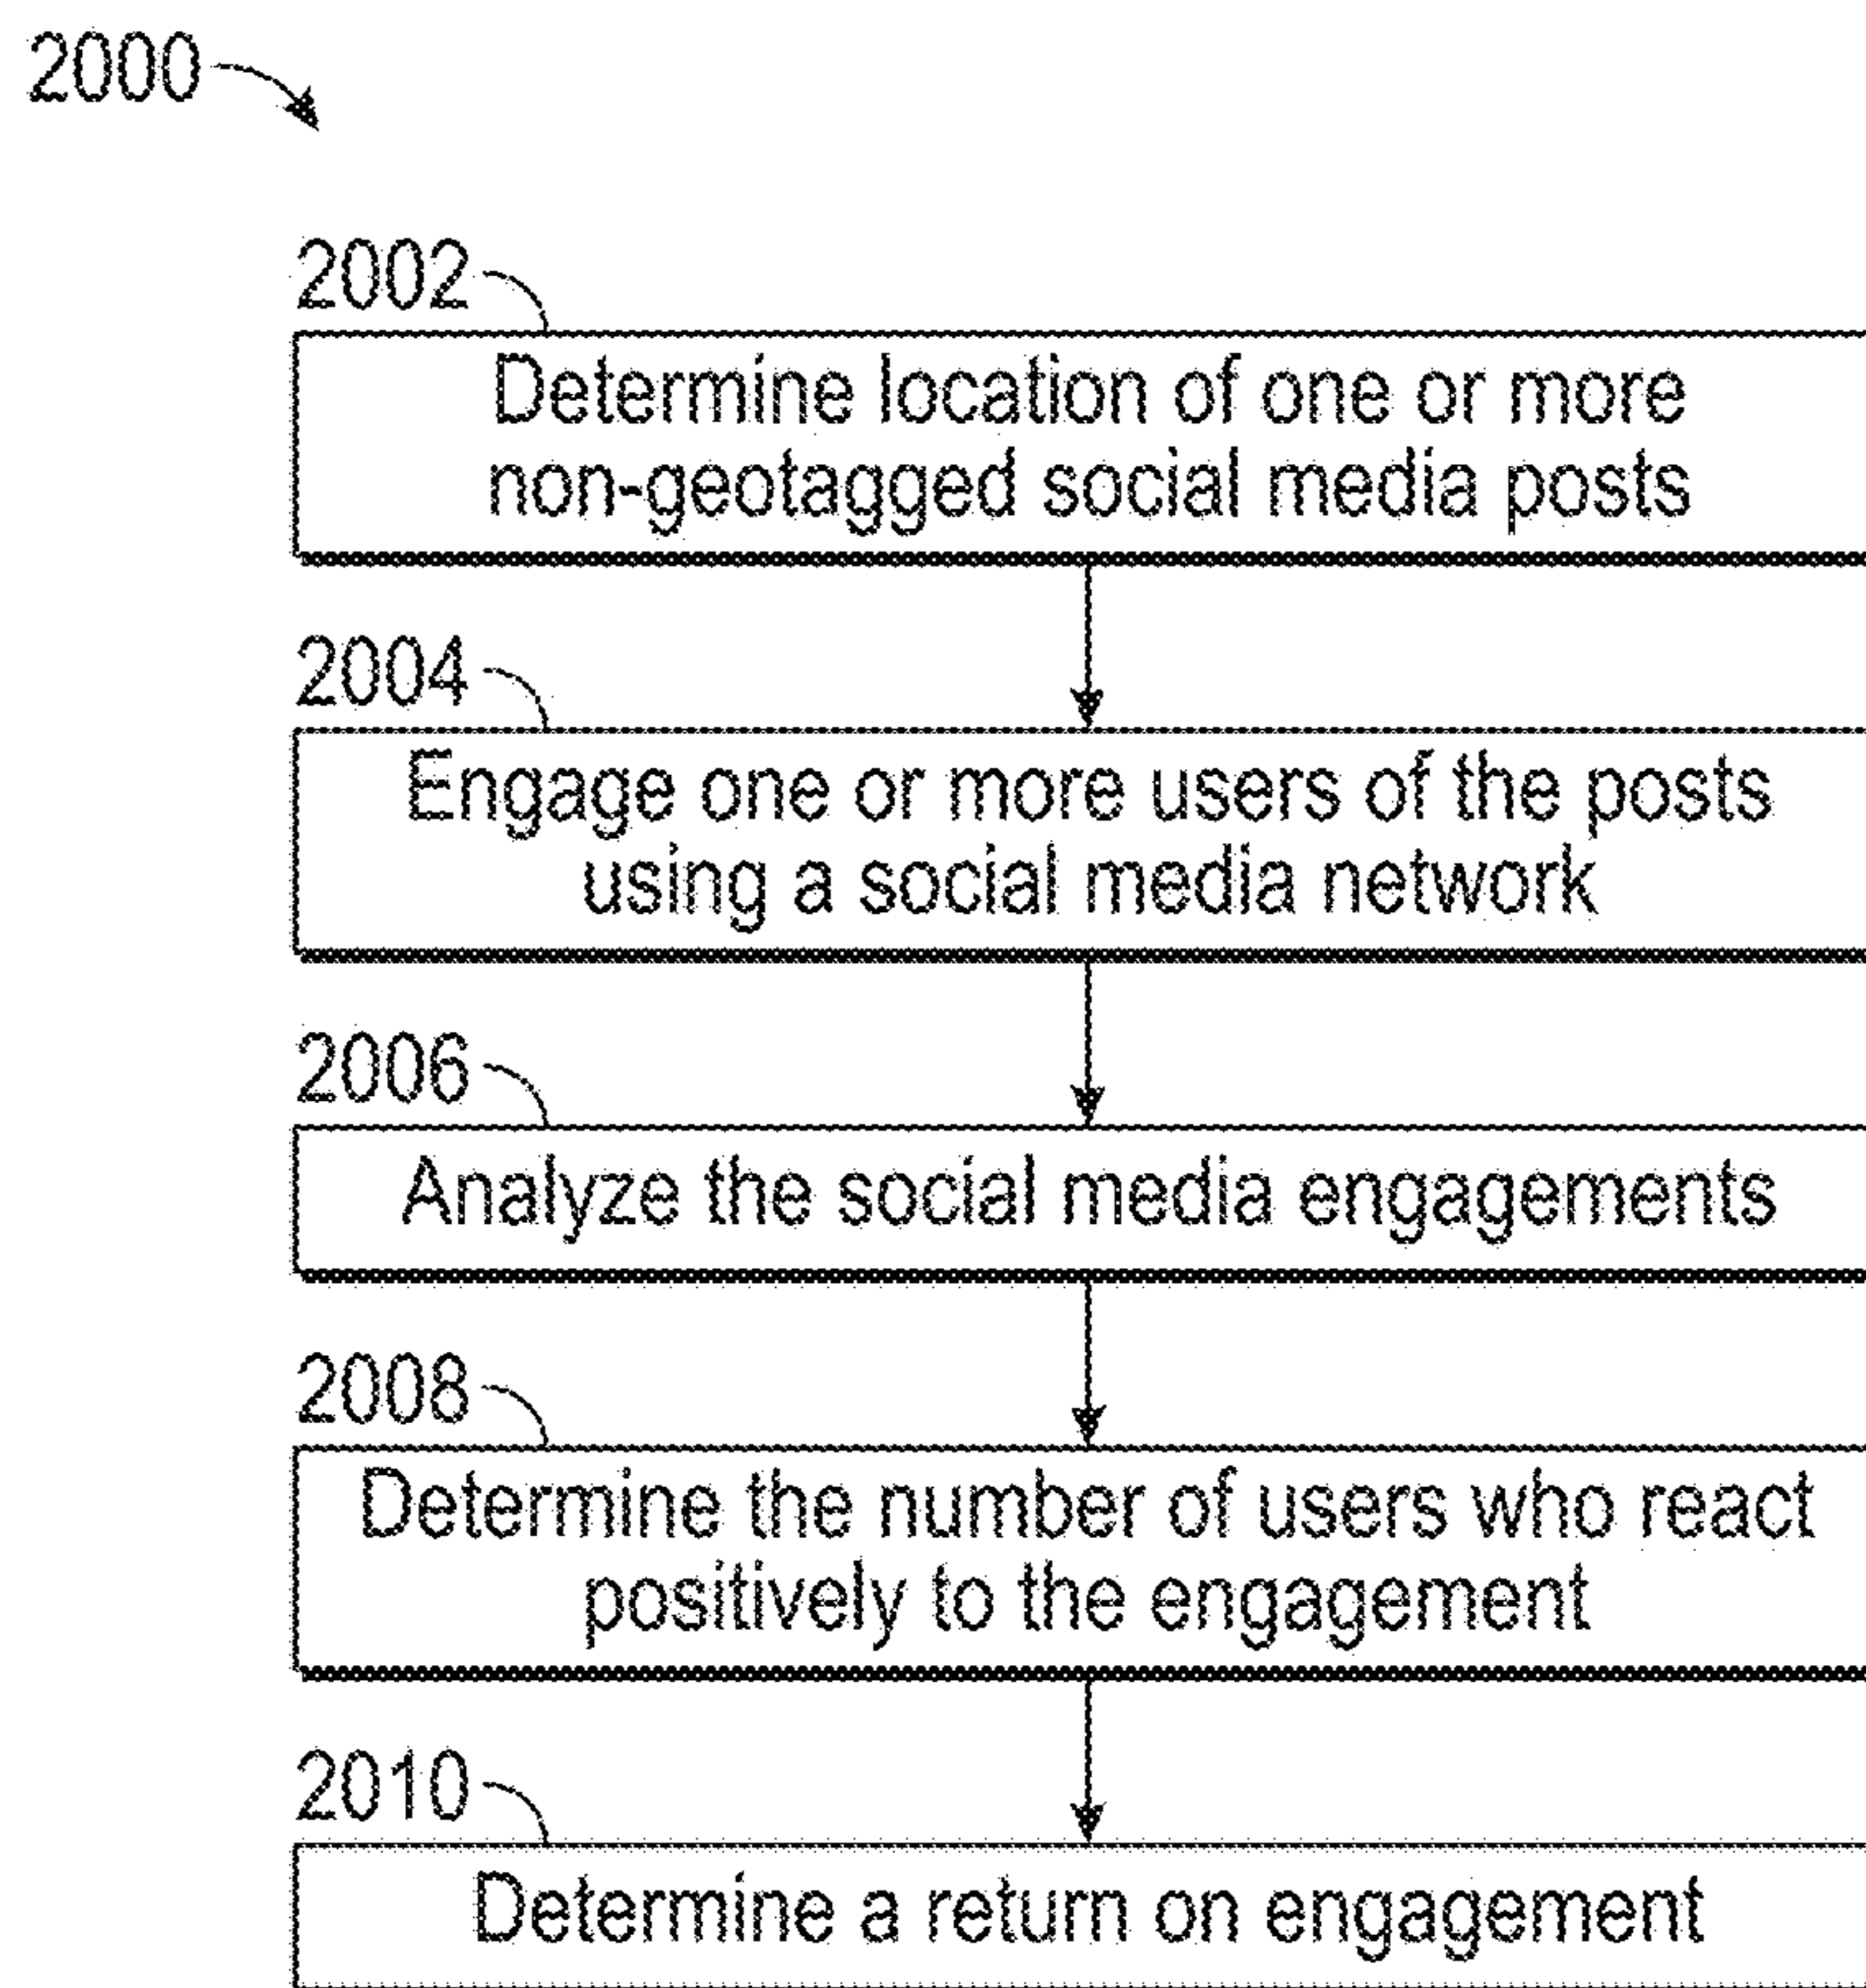 2000
2002
Determine location of one or more
non-geotagged social media posts
2004
Engage one or more users of the posts
using a social media network
2006
Analyze the social media engagements
2008
Determine the number of users who react
positively to the engagement
2010
Determine a return on engagement